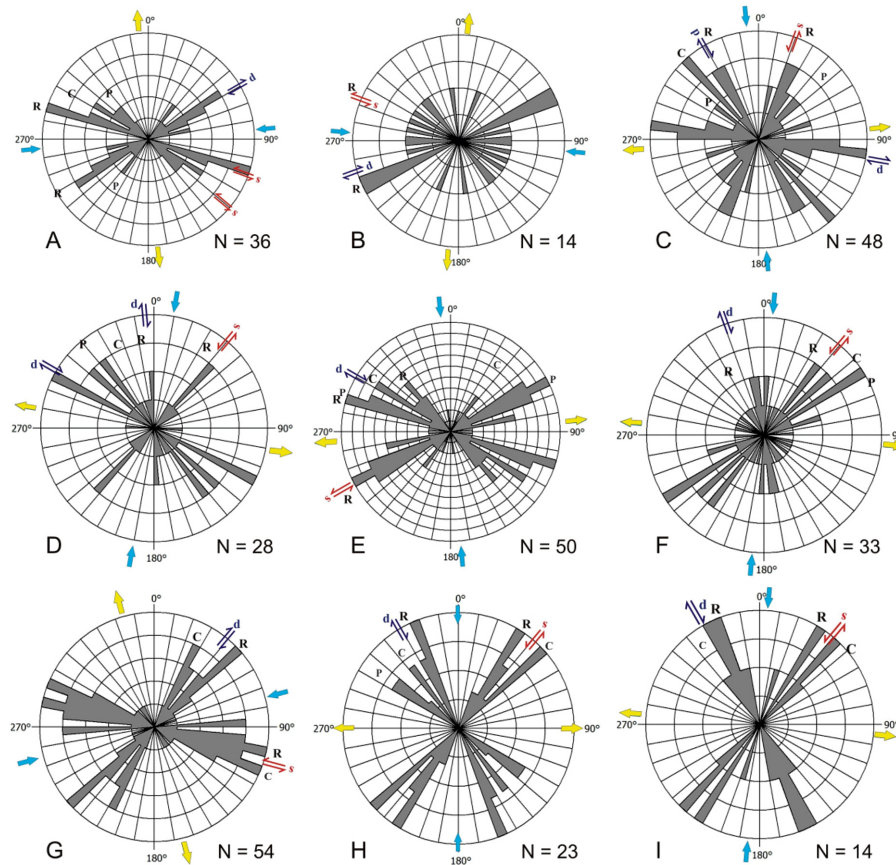 0°
d
C P
R
270° 90°
s
R P
s
A 180° N = 36
0°
R
s
270° 90°
d
R
B 180° N = 14
0°
d R s R
C
P
P
270° 90°
d
C 180° N = 48
0°
d
s
P C R R
d
270° 90°
D 180° N = 28
0°
d C R C
P P
R
270° 90°
s
R
E 180° N = 50
0°
d
s
R C
R P
270° 90°
F 180° N = 33
0°
d
C R
270° 90°
R
s
C
G 180° N = 54
0°
R R
d s
C C
P
270° 90°
H 180° N = 23
0°
R R
d s
C C
270° 90°
I 180° N = 14